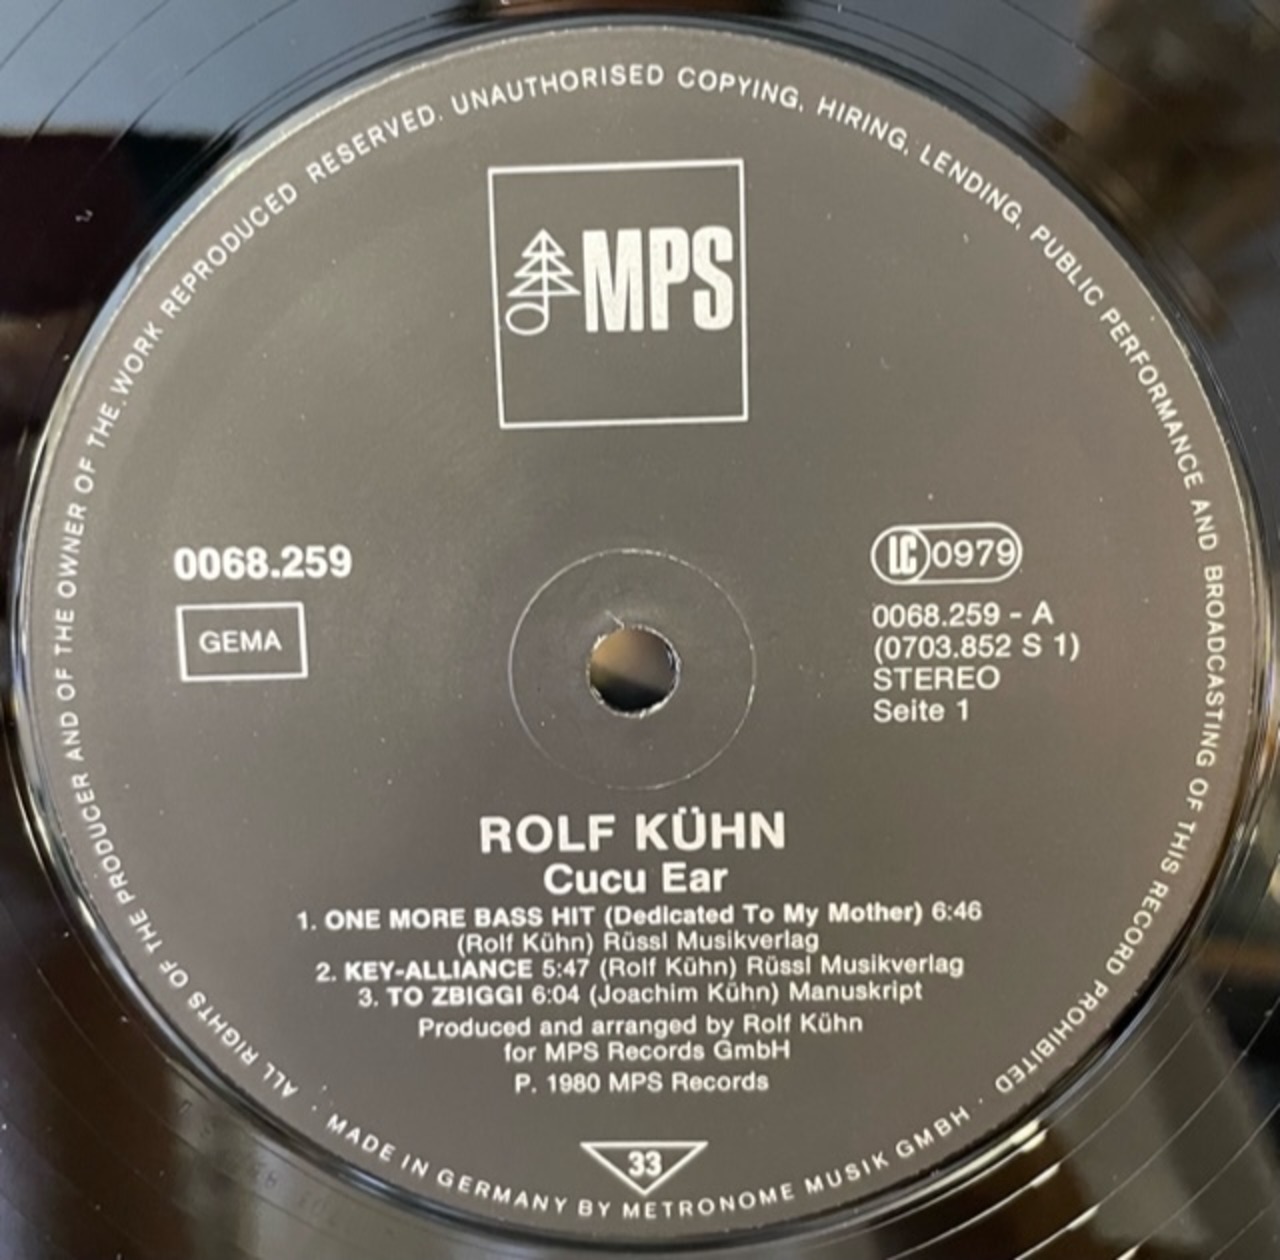 ALL RIGHTS OF THE PRODUCER AND OF THE OWNER OF THE WORK REPRODUCED RESERVED. UNAUTHORISED COPYING, HIRING, LENDING, PUBLIC PERFORMANCE AND BROADCASTING OF THIS RECORD PROHIBITED
MPS
0068.259
GEMA
LC 0979
0068.259 - A
(0703.852 S 1)
STEREO
Seite 1
ROLF KÜHN
Cucu Ear
1. ONE MORE BASS HIT (Dedicated To My Mother) 6:46
(Rolf Kühn) Rüssl Musikverlag
2. KEY-ALLIANCE 5:47 (Rolf Kühn) Rüssl Musikverlag
3. TO ZBIGGI 6:04 (Joachim Kühn) Manuskript
Produced and arranged by Rolf Kühn
for MPS Records GmbH
P. 1980 MPS Records
33
· MADE IN GERMANY BY METRONOME MUSIK GMBH ·